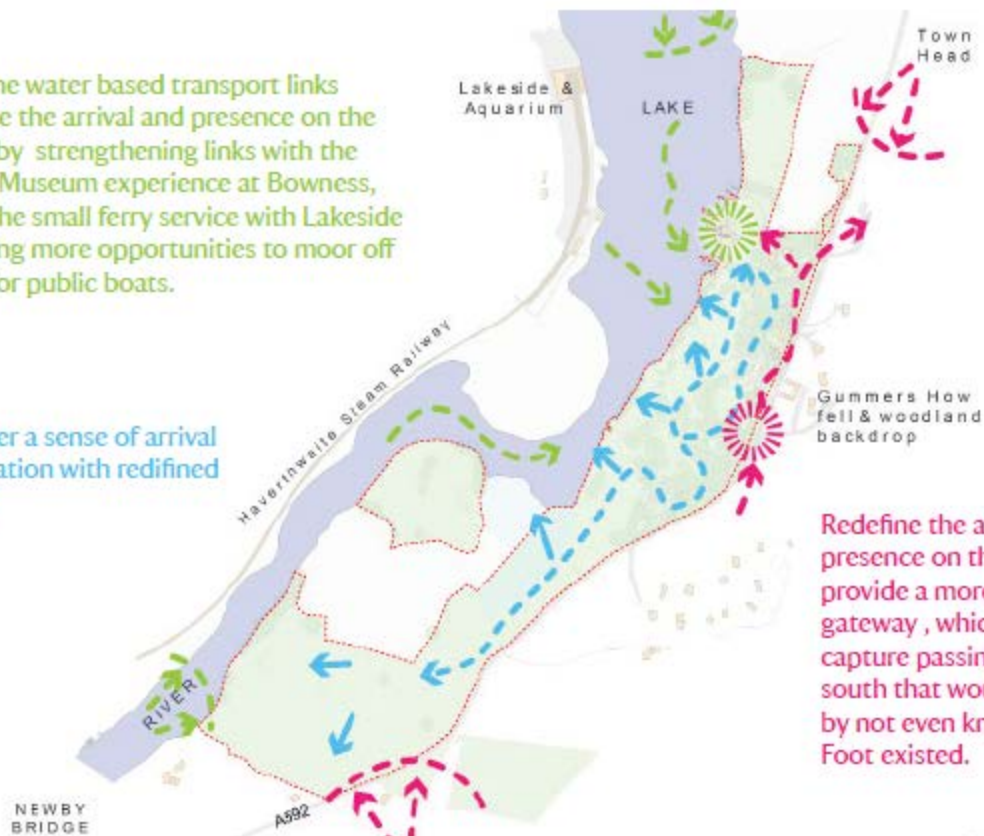 ne water based transport links
e the arrival and presence on the
by strengthening links with the
Museum experience at Bowness,
he small ferry service with Lakeside
ng more opportunities to moor off
or public boats.
er a sense of arrival
ation with redifined
Lakeside &
Aquarium
LAKE
Town
Head
Haverthwaite Steam Railway
Gummers How
fell & woodland
backdrop
Redefine the a
presence on th
provide a more
gateway , whic
capture passin
south that wou
by not even kn
Foot existed.
RIVER
NEWBY
BRIDGE
A592